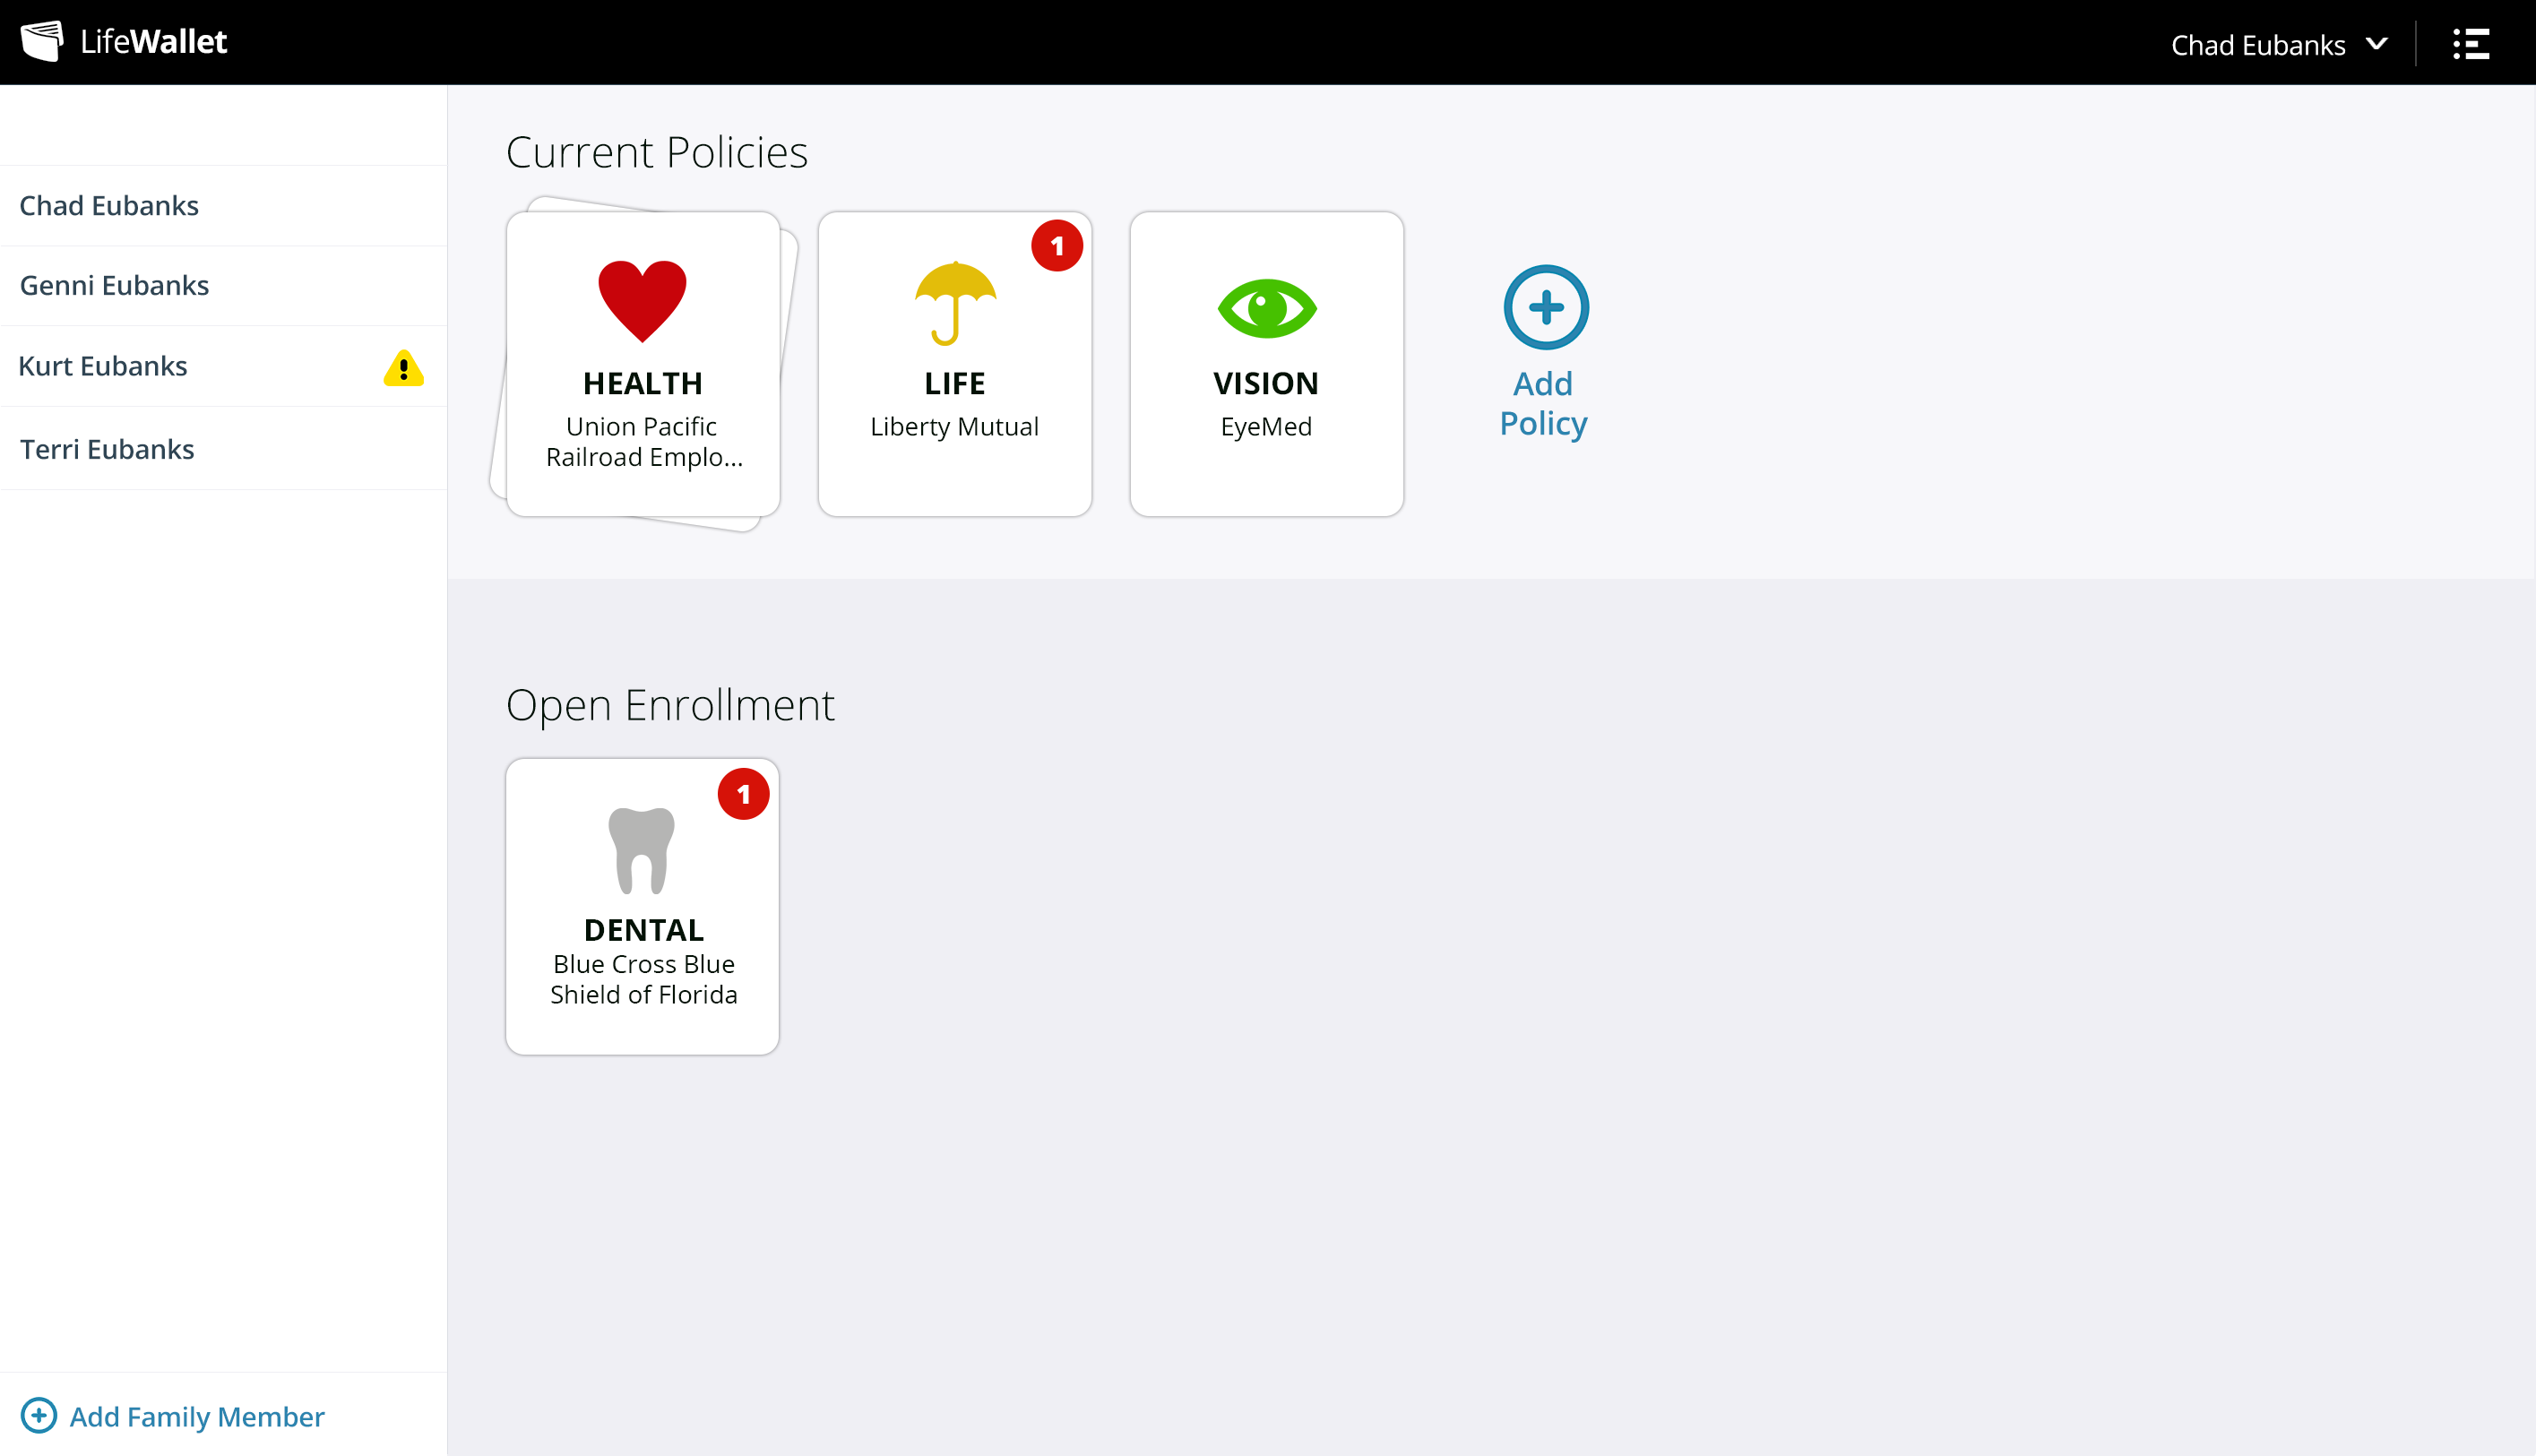 LifeWallet
Chad Eubanks
Chad Eubanks
Genni Eubanks
Kurt Eubanks
Terri Eubanks
Add Family Member
Current Policies
HEALTH
Union Pacific
Railroad Emplo...
1
LIFE
Liberty Mutual
VISION
EyeMed
Add
Policy
Open Enrollment
1
DENTAL
Blue Cross Blue
Shield of Florida